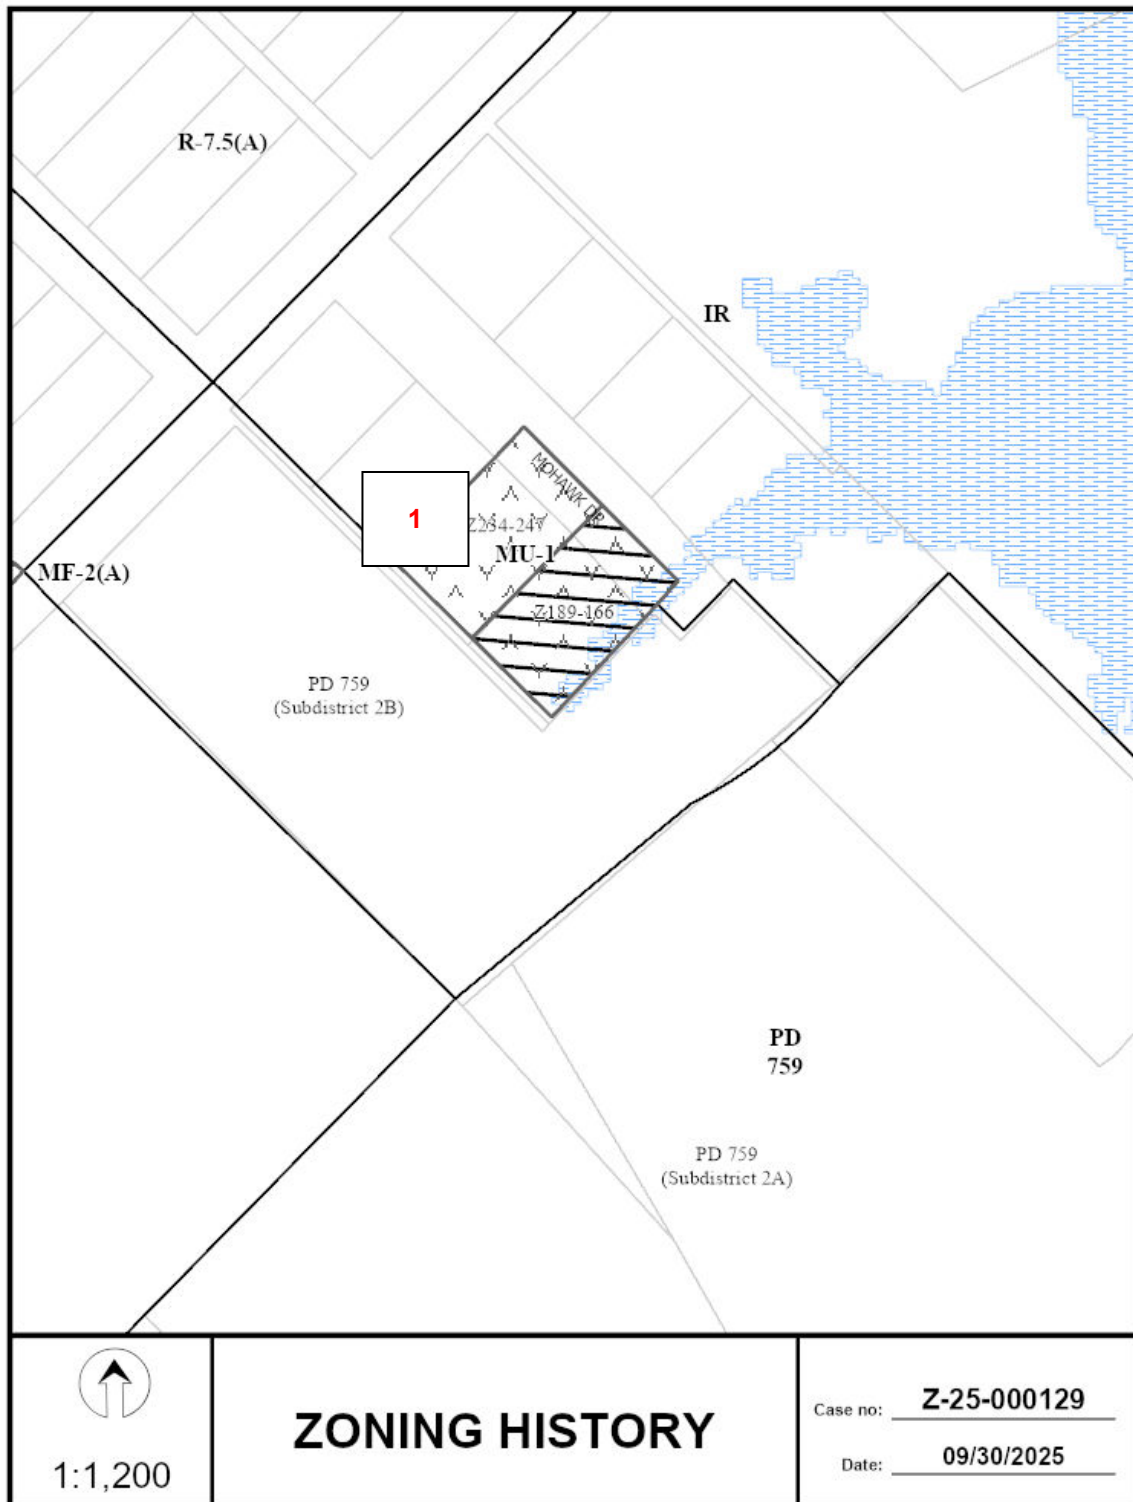 R-7.5(A)
IR
MOHAWK DR
1
Z234-247
MU-1
MF-2(A)
Z189-166
PD 759
(Subdistrict 2B)
PD
759
PD 759
(Subdistrict 2A)
1:1,200
ZONING HISTORY
Case no: Z-25-000129
Date: 09/30/2025